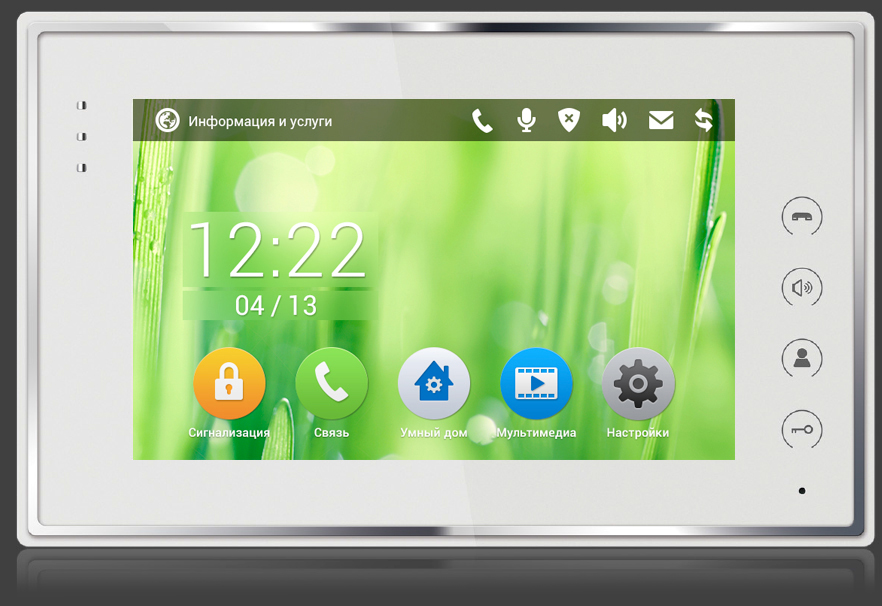 Информация и услуги
12:22
04 / 13
Сигнализация
Связь
Умный дом
Мультимедиа
Настройки